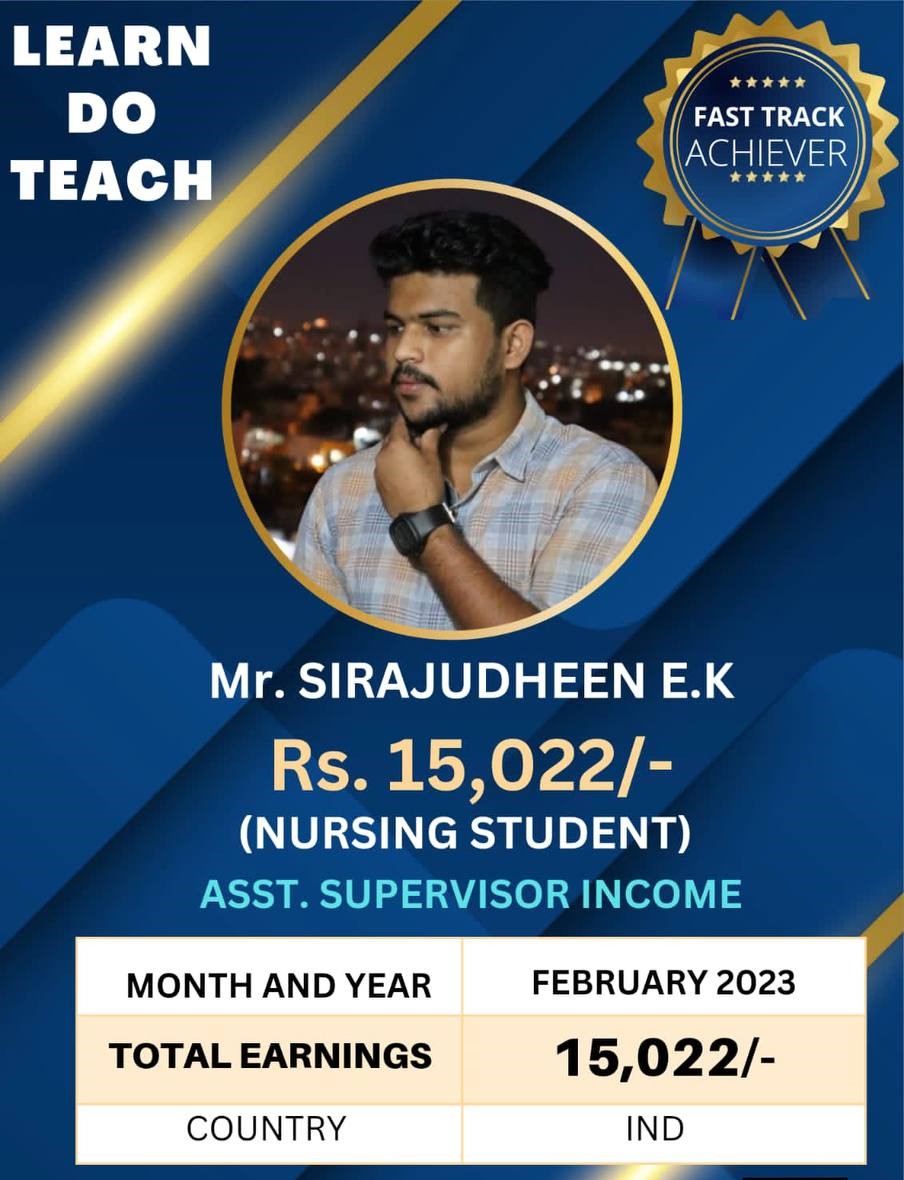 LEARN
DO
TEACH
FAST TRACK
ACHIEVER
Mr. SIRAJUDHEEN E.K
Rs. 15,022/-
(NURSING STUDENT)
ASST. SUPERVISOR INCOME
MONTH AND YEAR FEBRUARY 2023
TOTAL EARNINGS 15,022/-
COUNTRY IND